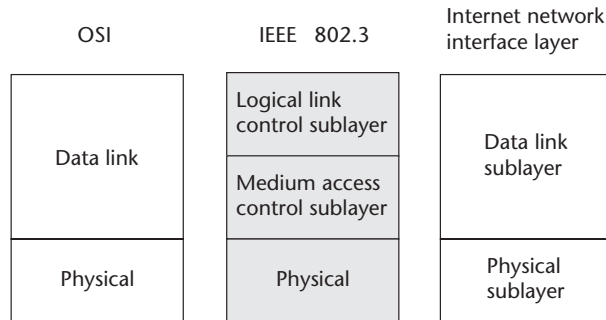 OSI
IEEE 802.3
Internet network
interface layer
Data link
Physical
Logical link
control sublayer
Medium access
control sublayer
Physical
Data link
sublayer
Physical
sublayer